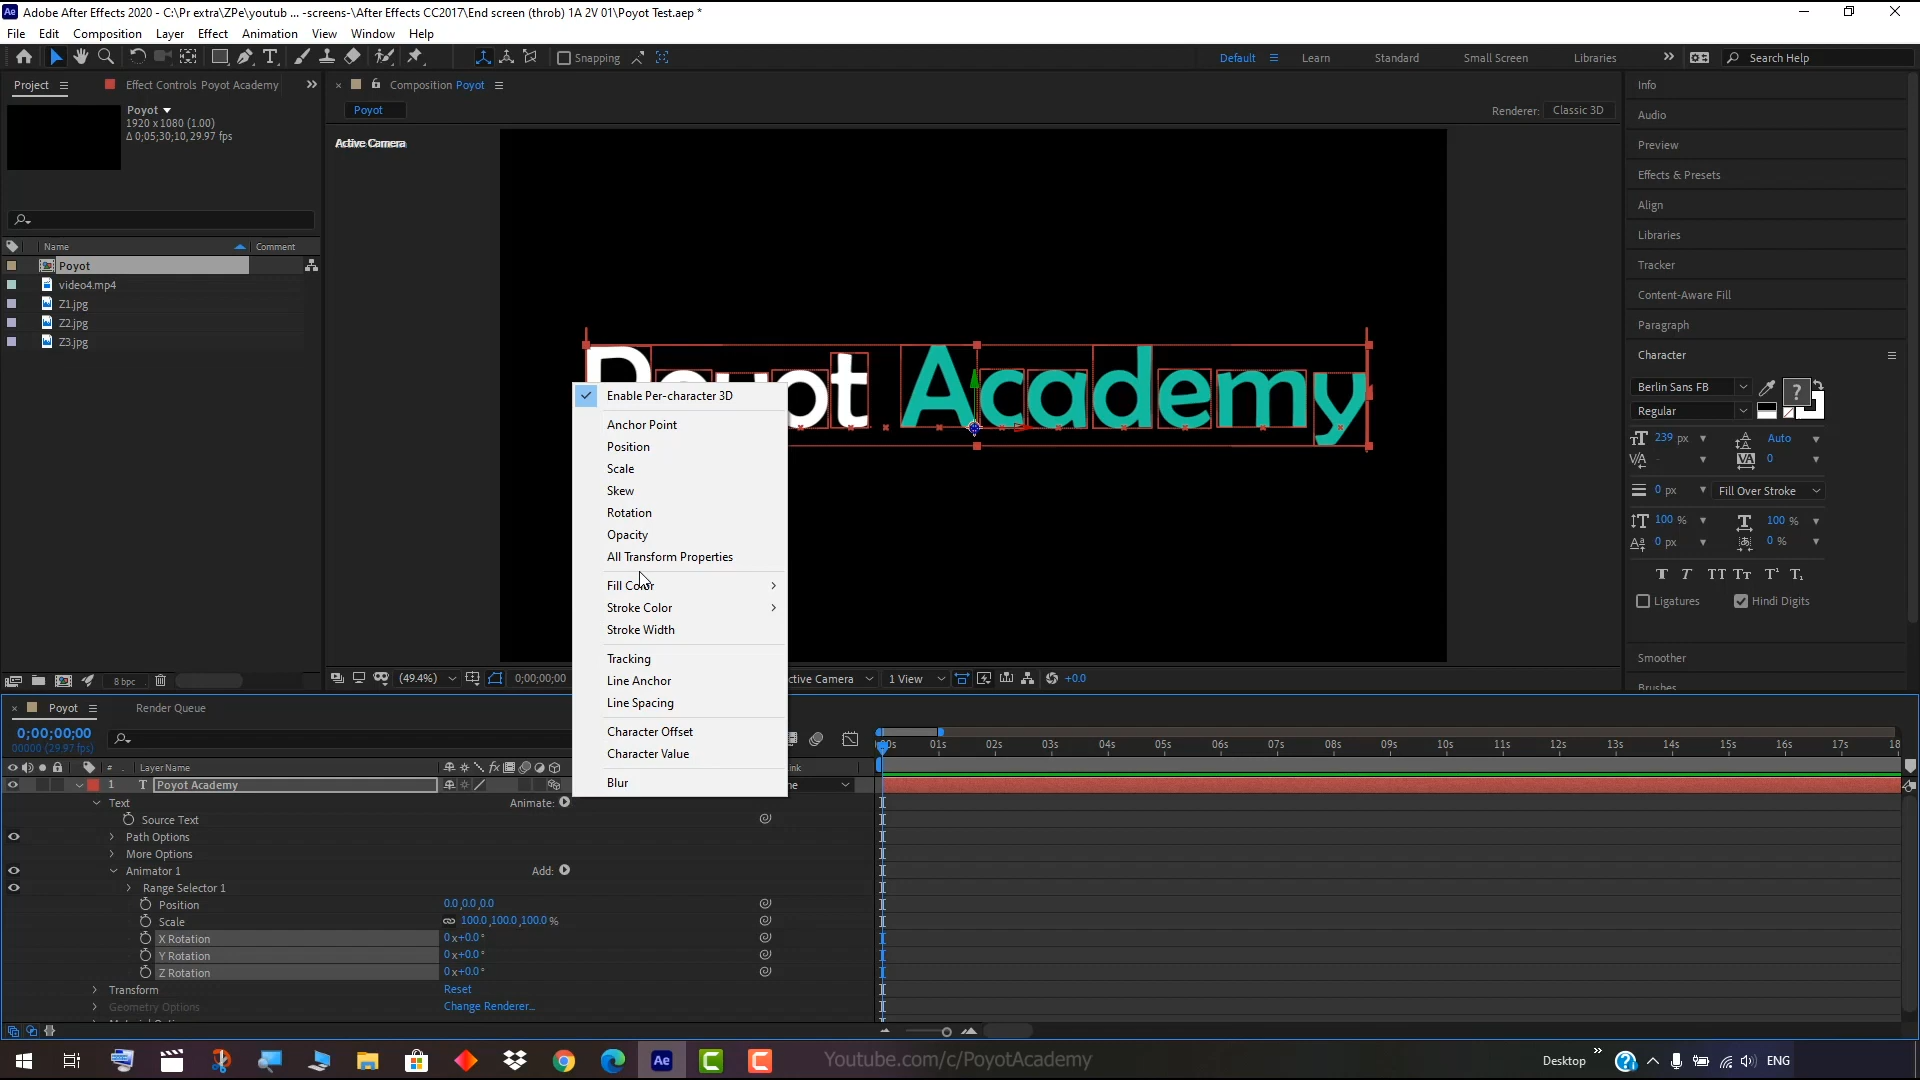 Adobe After Effects 2020 - C:\Pr extra\ZPe\youtub ... -screens-\After Effects CC2017\End screen (throb) 1A 2V 01\Poyot Test.aep *
File Edit Composition Layer Effect Animation View Window Help
Snapping
Default Learn Standard Small Screen Libraries Search Help
Project Effect Controls Poyot Academy
Composition Poyot
Poyot
1920 x 1080 (1.00)
Δ 0;05;30;10, 29.97 fps
Poyot
Renderer: Classic 3D
Active Camera
Name Comment
Poyot
video4.mp4
Z1.jpg
Z2.jpg
Z3.jpg
Academy
Enable Per-character 3D
Anchor Point
Position
Scale
Skew
Rotation
Opacity
All Transform Properties
Fill Color
Stroke Color
Stroke Width
Tracking
Line Anchor
Line Spacing
Character Offset
Character Value
Blur
Info
Audio
Preview
Effects & Presets
Align
Libraries
Tracker
Content-Aware Fill
Paragraph
Character
Berlin Sans FB
Regular
239 px Auto
- 0
0 px Fill Over Stroke
100 % 100 %
0 px 0 %
Ligatures Hindi Digits
Smoother
Brushes
8 bpc
(49.4%) 0;00;00;00 ctive Camera 1 View +0.0
Poyot Render Queue
0;00;00;00
00000 (29.97 fps)
00s 01s 02s 03s 04s 05s 06s 07s 08s 09s 10s 11s 12s 13s 14s 15s 16s 17s 18
# Layer Name ink
1 T Poyot Academy ne
Text Animate:
Source Text
Path Options
More Options
Animator 1 Add:
Range Selector 1
Position 0.0,0.0,0.0
Scale 100.0,100.0,100.0 %
X Rotation 0x+0.0°
Y Rotation 0x+0.0°
Z Rotation 0x+0.0°
Transform Reset
Geometry Options Change Renderer...
Youtube.com/c/PoyotAcademy
Desktop ENG